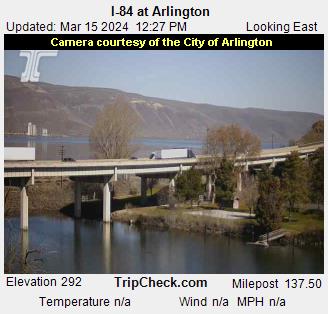 I-84 at Arlington
Updated: Mar 15 2024 12:27 PM Looking East
Camera courtesy of the City of Arlington
Elevation 292 TripCheck.com Milepost 137.50
Temperature n/a Wind n/a MPH n/a